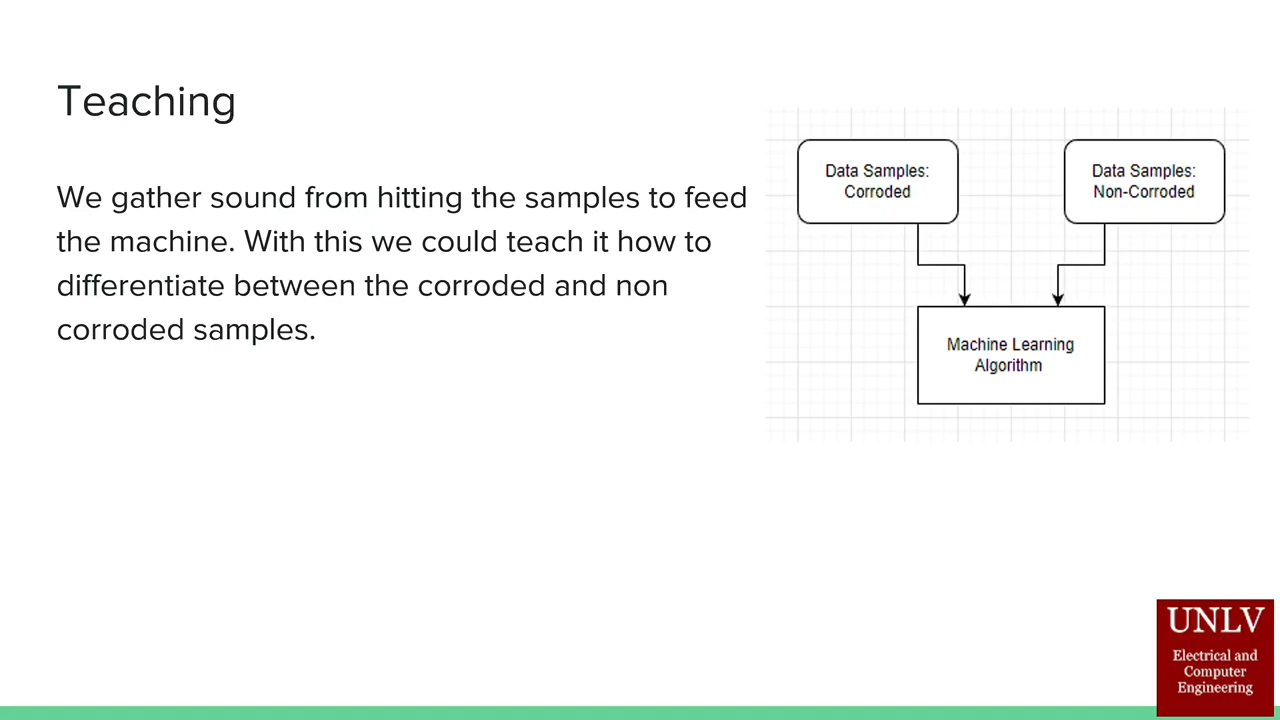 Teaching
We gather sound from hitting the samples to feed
the machine. With this we could teach it how to
differentiate between the corroded and non
corroded samples.
Data Samples:
Corroded
Data Samples:
Non-Corroded
Machine Learning
Algorithm
UNLV
Electrical and
Computer
Engineering